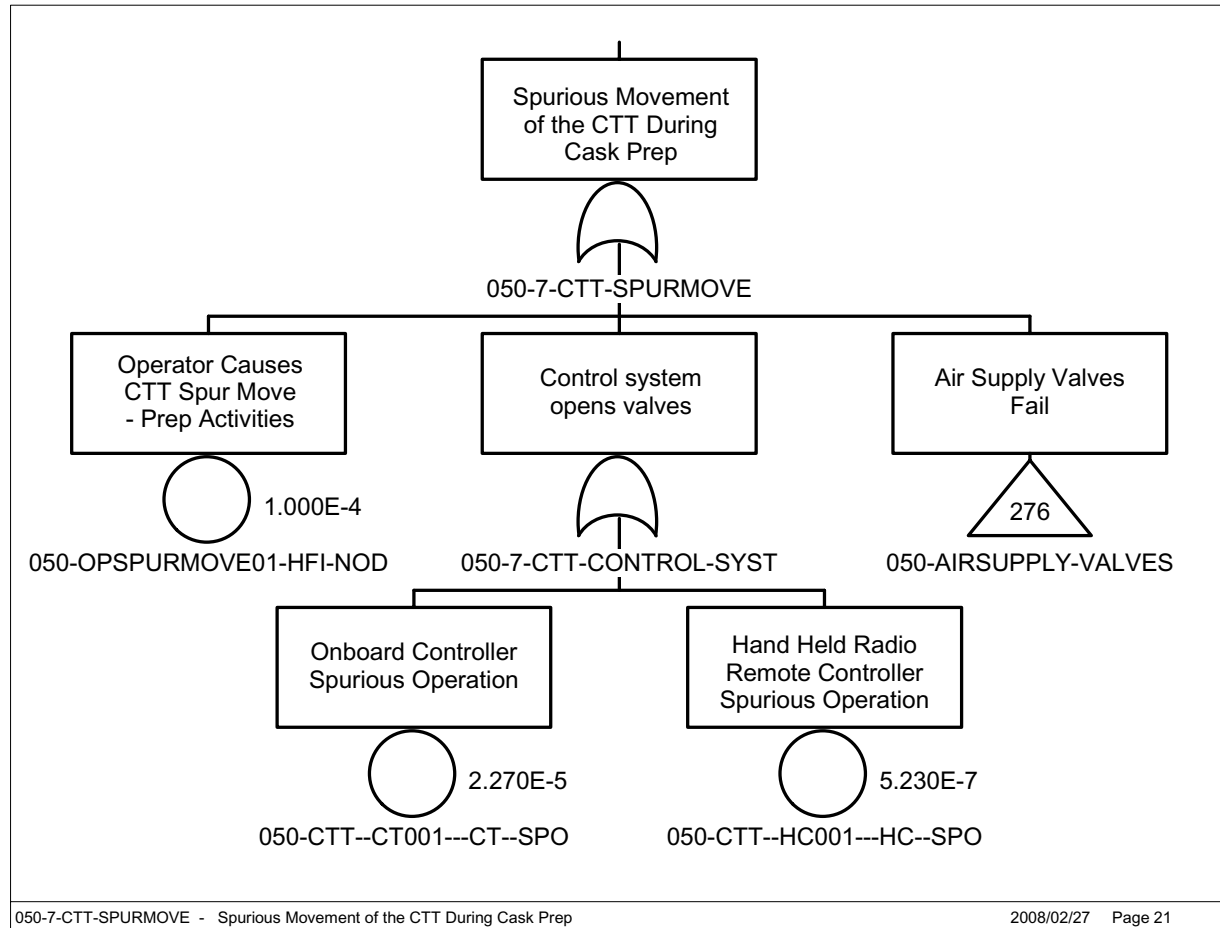 Spurious Movement
of the CTT During
Cask Prep
050-7-CTT-SPURMOVE
Operator Causes
CTT Spur Move
- Prep Activities
1.000E-4
050-OPSPURMOVE01-HFI-NOD
Control system
opens valves
050-7-CTT-CONTROL-SYST
Air Supply Valves
Fail
276
050-AIRSUPPLY-VALVES
Onboard Controller
Spurious Operation
2.270E-5
050-CTT--CT001---CT--SPO
Hand Held Radio
Remote Controller
Spurious Operation
5.230E-7
050-CTT--HC001---HC--SPO
050-7-CTT-SPURMOVE - Spurious Movement of the CTT During Cask Prep
2008/02/27 Page 21